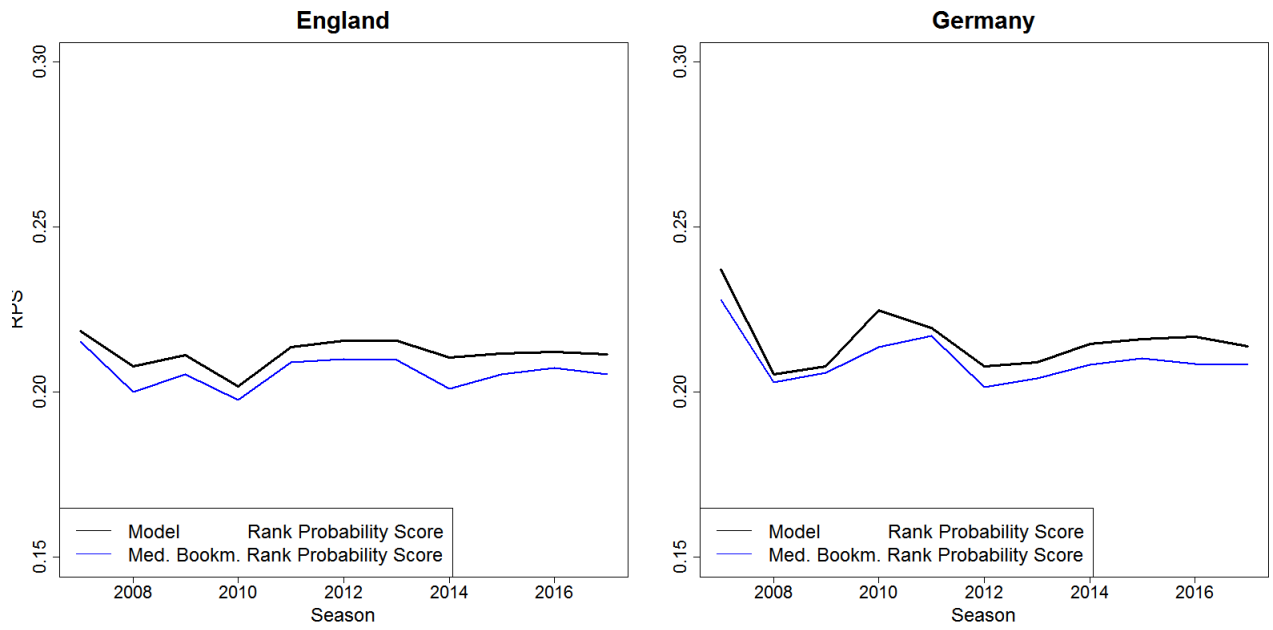 England
0.30
0.25
0.20
0.15
RPS
Model Rank Probability Score
Med. Bookm. Rank Probability Score
2008 2010 2012 2014 2016
Season
Germany
0.30
0.25
0.20
0.15
Model Rank Probability Score
Med. Bookm. Rank Probability Score
2008 2010 2012 2014 2016
Season